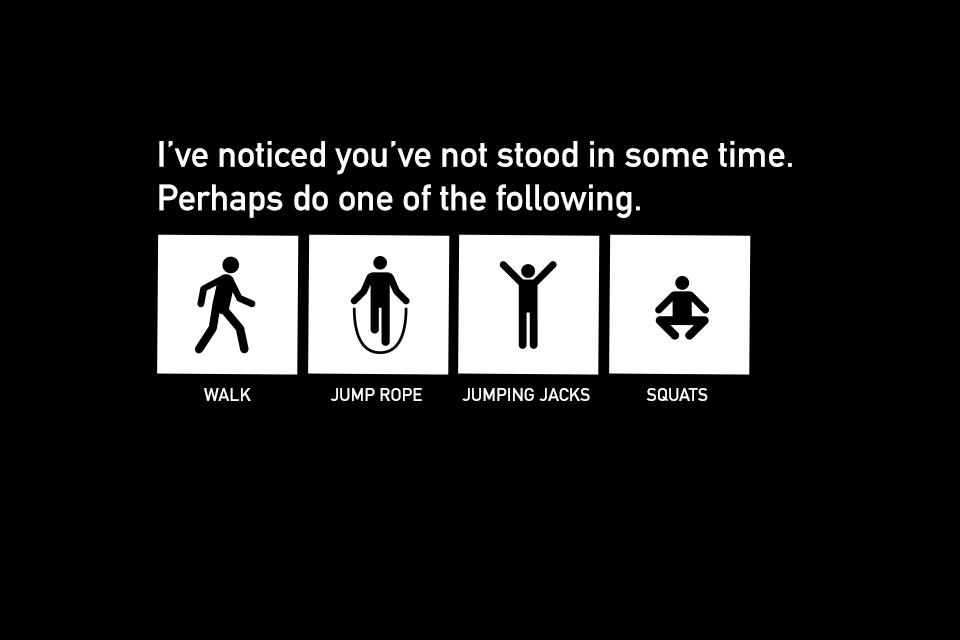 I’ve noticed you’ve not stood in some time.
Perhaps do one of the following.
WALK
JUMP ROPE
JUMPING JACKS
SQUATS